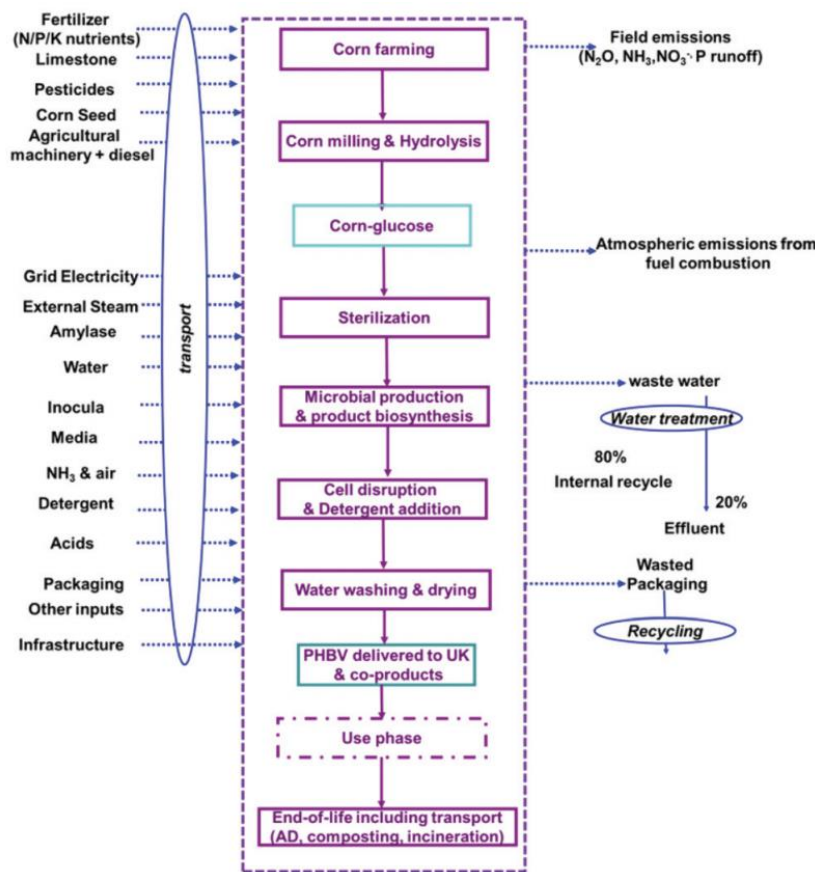 Fertilizer
(N/P/K nutrients)
Limestone
Pesticides
Corn Seed
Agricultural
machinery + diesel
Grid Electricity
External Steam
Amylase
Water
Inocula
Media
NH₃ & air
Detergent
Acids
Packaging
Other inputs
Infrastructure
transport
Corn farming
Corn milling & Hydrolysis
Corn-glucose
Sterilization
Microbial production
& product biosynthesis
Cell disruption
& Detergent addition
Water washing & drying
PHBV delivered to UK
& co-products
Use phase
End-of-life including transport
(AD, composting, incineration)
Field emissions
(N₂O, NH₃,NO₃⁻, P runoff)
Atmospheric emissions from
fuel combustion
waste water
Water treatment
80%
Internal recycle
20%
Effluent
Wasted
Packaging
Recycling